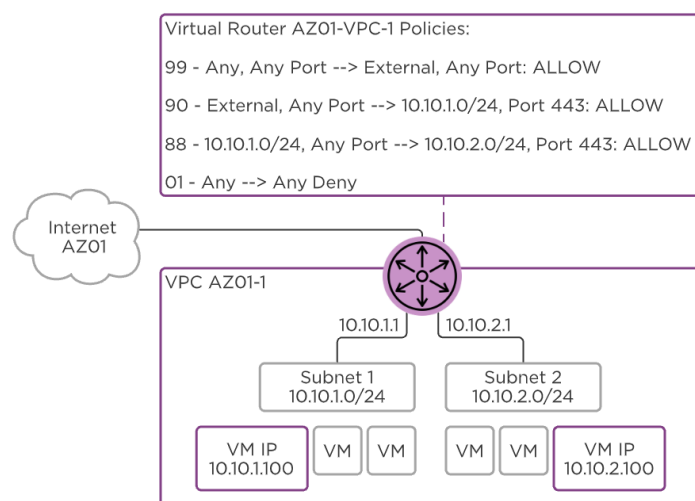 Virtual Router AZ01-VPC-1 Policies:
99 - Any, Any Port --> External, Any Port: ALLOW
90 - External, Any Port --> 10.10.1.0/24, Port 443: ALLOW
88 - 10.10.1.0/24, Any Port --> 10.10.2.0/24, Port 443: ALLOW
01 - Any --> Any Deny
Internet
AZ01
VPC AZ01-1
10.10.1.1
10.10.2.1
Subnet 1
10.10.1.0/24
Subnet 2
10.10.2.0/24
VM IP
10.10.1.100
VM
VM
VM
VM
VM IP
10.10.2.100